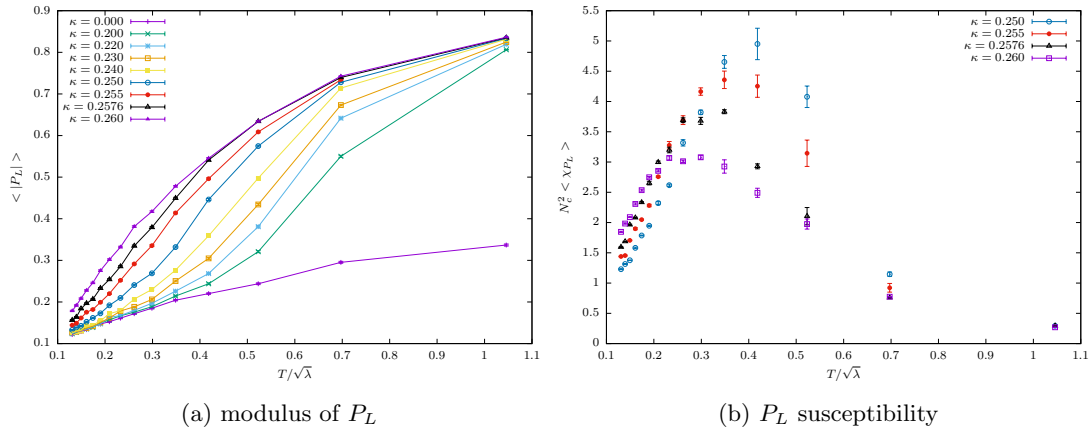 κ = 0.000
κ = 0.200
κ = 0.220
κ = 0.230
κ = 0.240
κ = 0.250
κ = 0.255
κ = 0.2576
κ = 0.260
0.9
0.8
0.7
0.6
0.5
0.4
0.3
0.2
0.1
< |P_L| >
0.1 0.2 0.3 0.4 0.5 0.6 0.7 0.8 0.9 1 1.1
T/√λ
(a) modulus of P_L
κ = 0.250
κ = 0.255
κ = 0.2576
κ = 0.260
5.5
5
4.5
4
3.5
3
2.5
2
1.5
1
0.5
0
N_c^2 < χ_{P_L} >
0.1 0.2 0.3 0.4 0.5 0.6 0.7 0.8 0.9 1 1.1
T/√λ
(b) P_L susceptibility